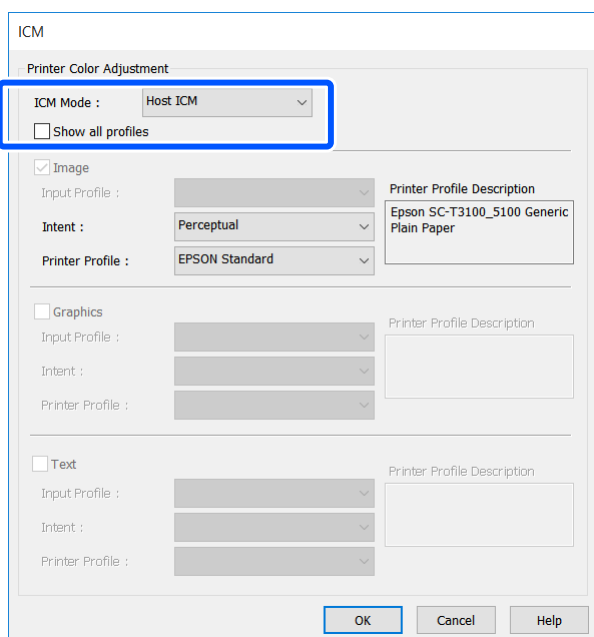 ICM
Printer Color Adjustment
ICM Mode : Host ICM
Show all profiles
Image
Input Profile :
Printer Profile Description
Intent : Perceptual
Epson SC-T3100_5100 Generic
Plain Paper
Printer Profile : EPSON Standard
Graphics
Printer Profile Description
Input Profile :
Intent :
Printer Profile :
Text
Printer Profile Description
Input Profile :
Intent :
Printer Profile :
OK Cancel Help